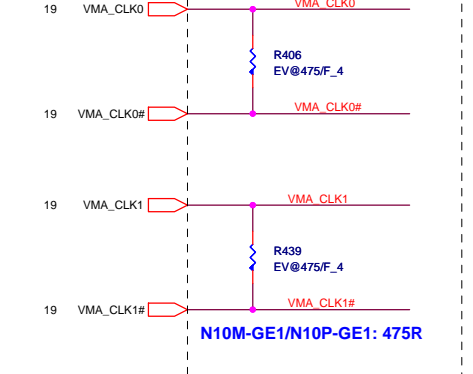 19 VMA_CLK0 VMA_CLK0
R406
EV@475/F_4
19 VMA_CLK0# VMA_CLK0#
19 VMA_CLK1 VMA_CLK1
R439
EV@475/F_4
19 VMA_CLK1# VMA_CLK1#
N10M-GE1/N10P-GE1: 475R